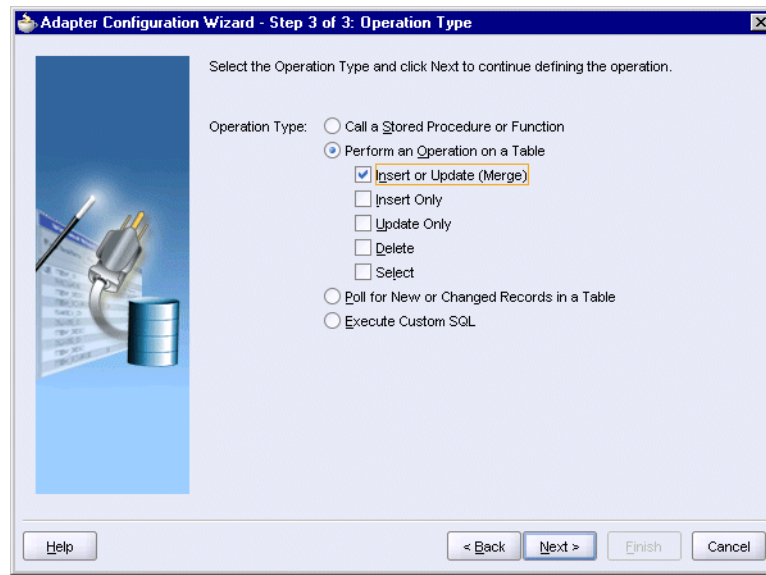 Adapter Configuration Wizard - Step 3 of 3: Operation Type
Select the Operation Type and click Next to continue defining the operation.
Operation Type:
Call a Stored Procedure or Function
Perform an Operation on a Table
Insert or Update (Merge)
Insert Only
Update Only
Delete
Select
Poll for New or Changed Records in a Table
Execute Custom SQL
Help
< Back
Next >
Finish
Cancel